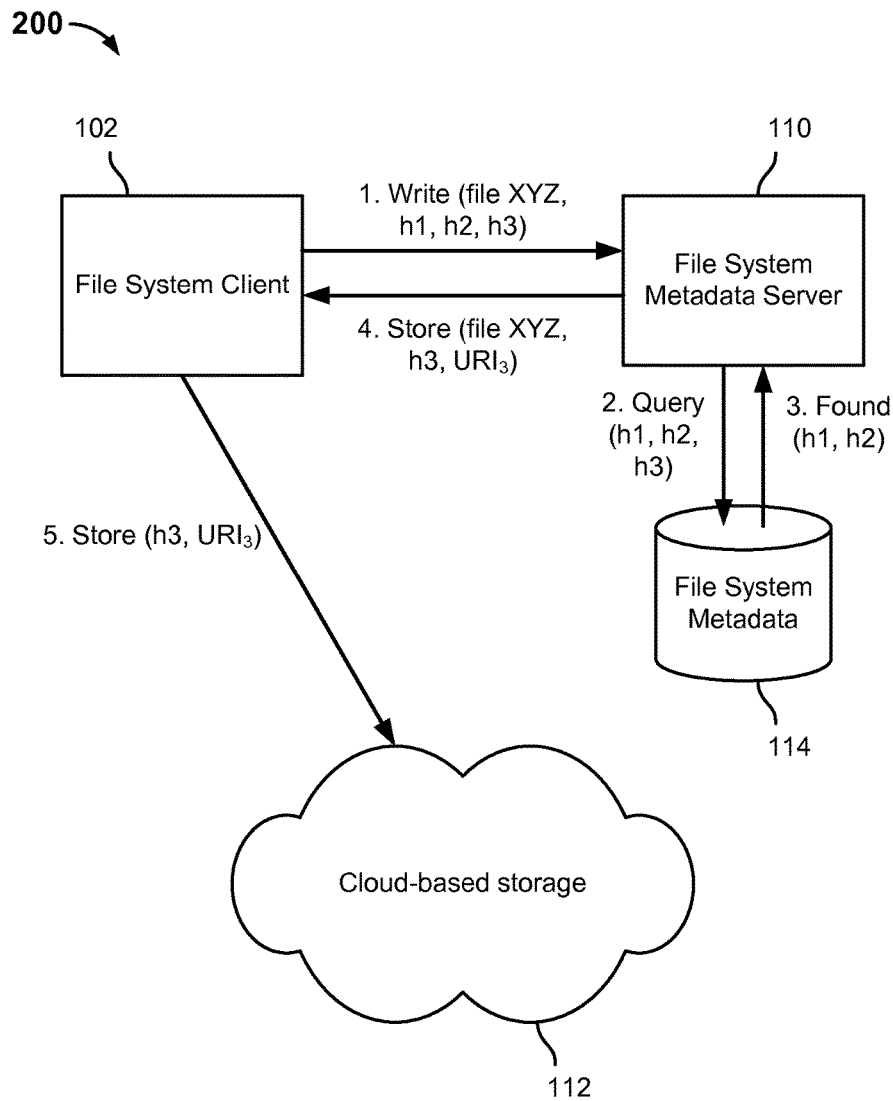 200
102
110
1. Write (file XYZ,
h1, h2, h3)
File System Client
File System
Metadata Server
4. Store (file XYZ,
h3, URI₃)
2. Query
(h1, h2,
h3)
3. Found
(h1, h2)
5. Store (h3, URI₃)
File System
Metadata
114
Cloud-based storage
112